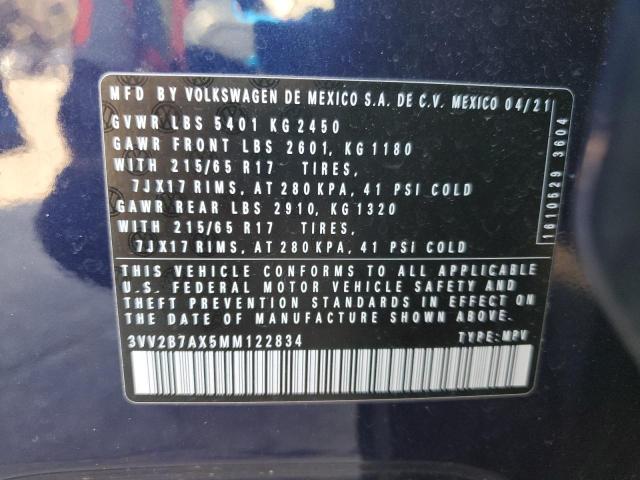 MFD BY VOLKSWAGEN DE MEXICO S.A. DE C.V. MEXICO 04/21
GVWR LBS 5401 KG 2450
GAWR FRONT LBS 2601, KG 1180
WITH 215/65 R17 TIRES,
7JX17 RIMS, AT 280 KPA, 41 PSI COLD
GAWR REAR LBS 2910, KG 1320
WITH 215/65 R17 TIRES,
7JX17 RIMS, AT 280 KPA, 41 PSI COLD
THIS VEHICLE CONFORMS TO ALL APPLICABLE
U.S. FEDERAL MOTOR VEHICLE SAFETY AND
THEFT PREVENTION STANDARDS IN EFFECT ON
THE DATE OF MANUFACTURE SHOWN ABOVE.
3VV2B7AX5MM122834 TYPE: MPV
1610629 3604